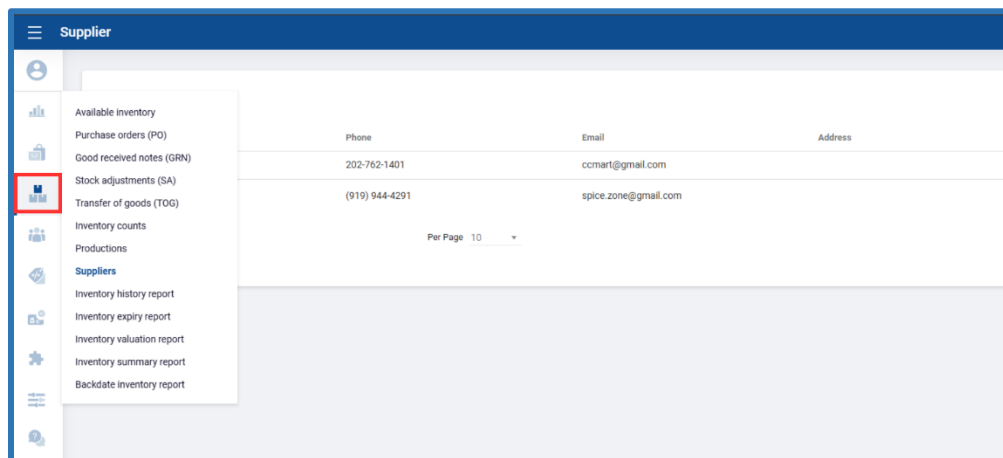 Supplier
Available inventory
Purchase orders (PO)
Good received notes (GRN)
Stock adjustments (SA)
Transfer of goods (TOG)
Inventory counts
Productions
Suppliers
Inventory history report
Inventory expiry report
Inventory valuation report
Inventory summary report
Backdate inventory report
Phone Email Address
202-762-1401 ccmart@gmail.com
(919) 944-4291 spice.zone@gmail.com
Per Page 10